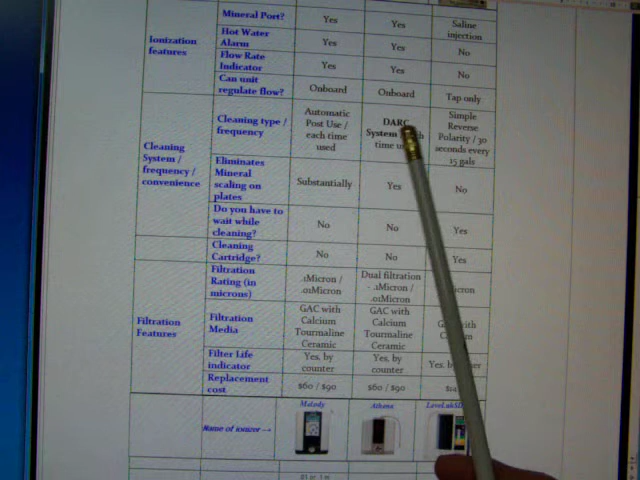 Mineral Port? Yes Yes Saline injection
Ionization features
Hot Water Alarm Yes Yes No
Flow Rate Indicator Yes Yes No
Can unit regulate flow? Onboard Onboard Tap only
Cleaning System / frequency / convenience
Cleaning type / frequency
Automatic Post Use / each time used
DARC System
time
Simple Reverse Polarity / 30 seconds every 15 gals
Eliminates Mineral scaling on plates Substantially Yes No
Do you have to wait while cleaning? No No Yes
Cleaning Cartridge? No No Yes
Filtration Features
Filtration Rating (in microns)
.1Micron / .01Micron
Dual filtration - .1Micron / .01Micron
Filtration Media
GAC with Calcium Tourmaline Ceramic
GAC with Calcium Tourmaline Ceramic
Filter Life indicator Yes, by counter Yes, by counter Yes.
Replacement cost $60 / $90 $60 / $90
Name of ionizer → Melody Athena